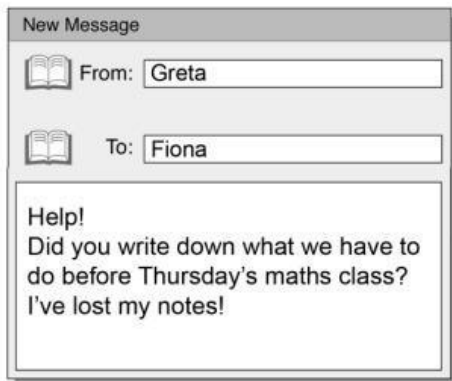 New Message
From: Greta
To: Fiona
Help!
Did you write down what we have to
do before Thursday's maths class?
I've lost my notes!